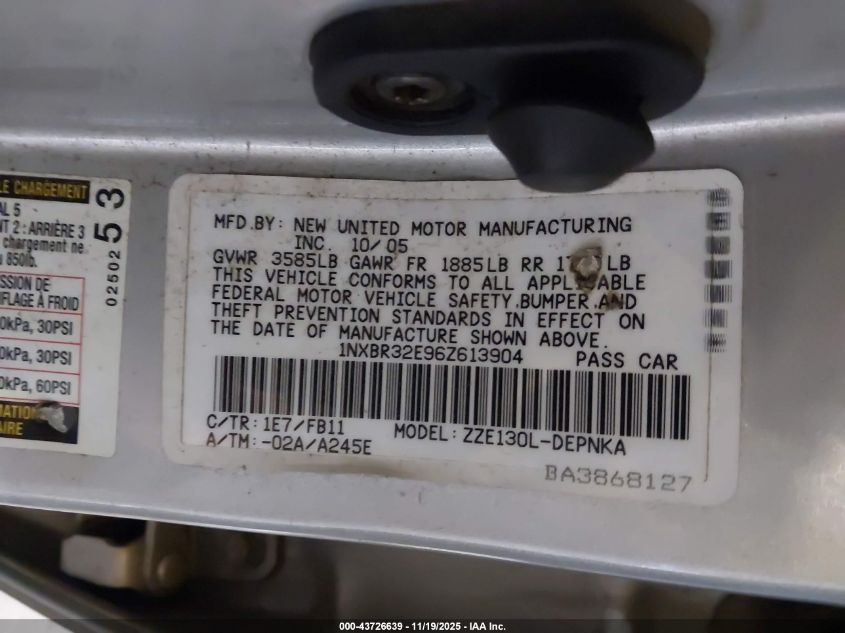 LE CHARGEMENT
AL 5
NT 2 : ARRIÈRE 3
chargement ne
850lb.
02602
53
SSION DE
FLAGE À FROID
0kPa, 30PSI
0kPa, 30PSI
0kPa, 60PSI
AIRE
MFD.BY: NEW UNITED MOTOR MANUFACTURING
INC. 10/05
GVWR 3585LB GAWR FR 1885LB RR LB
THIS VEHICLE CONFORMS TO ALL APPLICABLE
FEDERAL MOTOR VEHICLE SAFETY.BUMPER.AND
THEFT PREVENTION STANDARDS IN EFFECT ON
THE DATE OF MANUFACTURE SHOWN ABOVE.
1NXBR32E96Z613904 PASS CAR
C/TR: 1E7/FB11
A/TM: -02A/A245E MODEL: ZZE130L-DEPNKA
BA3868127
000-43726639 - 11/19/2025 - IAA Inc.